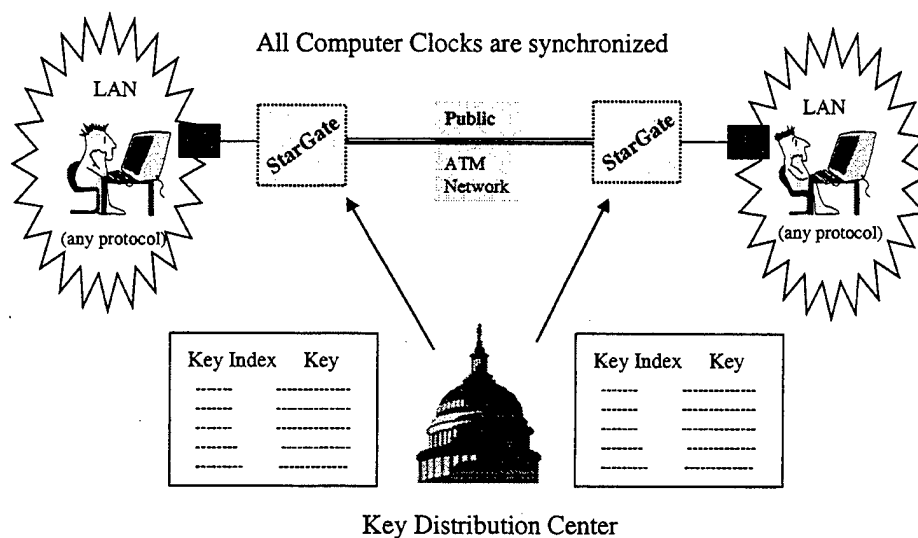 All Computer Clocks are synchronized
LAN
(any protocol)
StarGate
Public
ATM
Network
StarGate
LAN
(any protocol)
Key Index Key
Key Index Key
Key Distribution Center